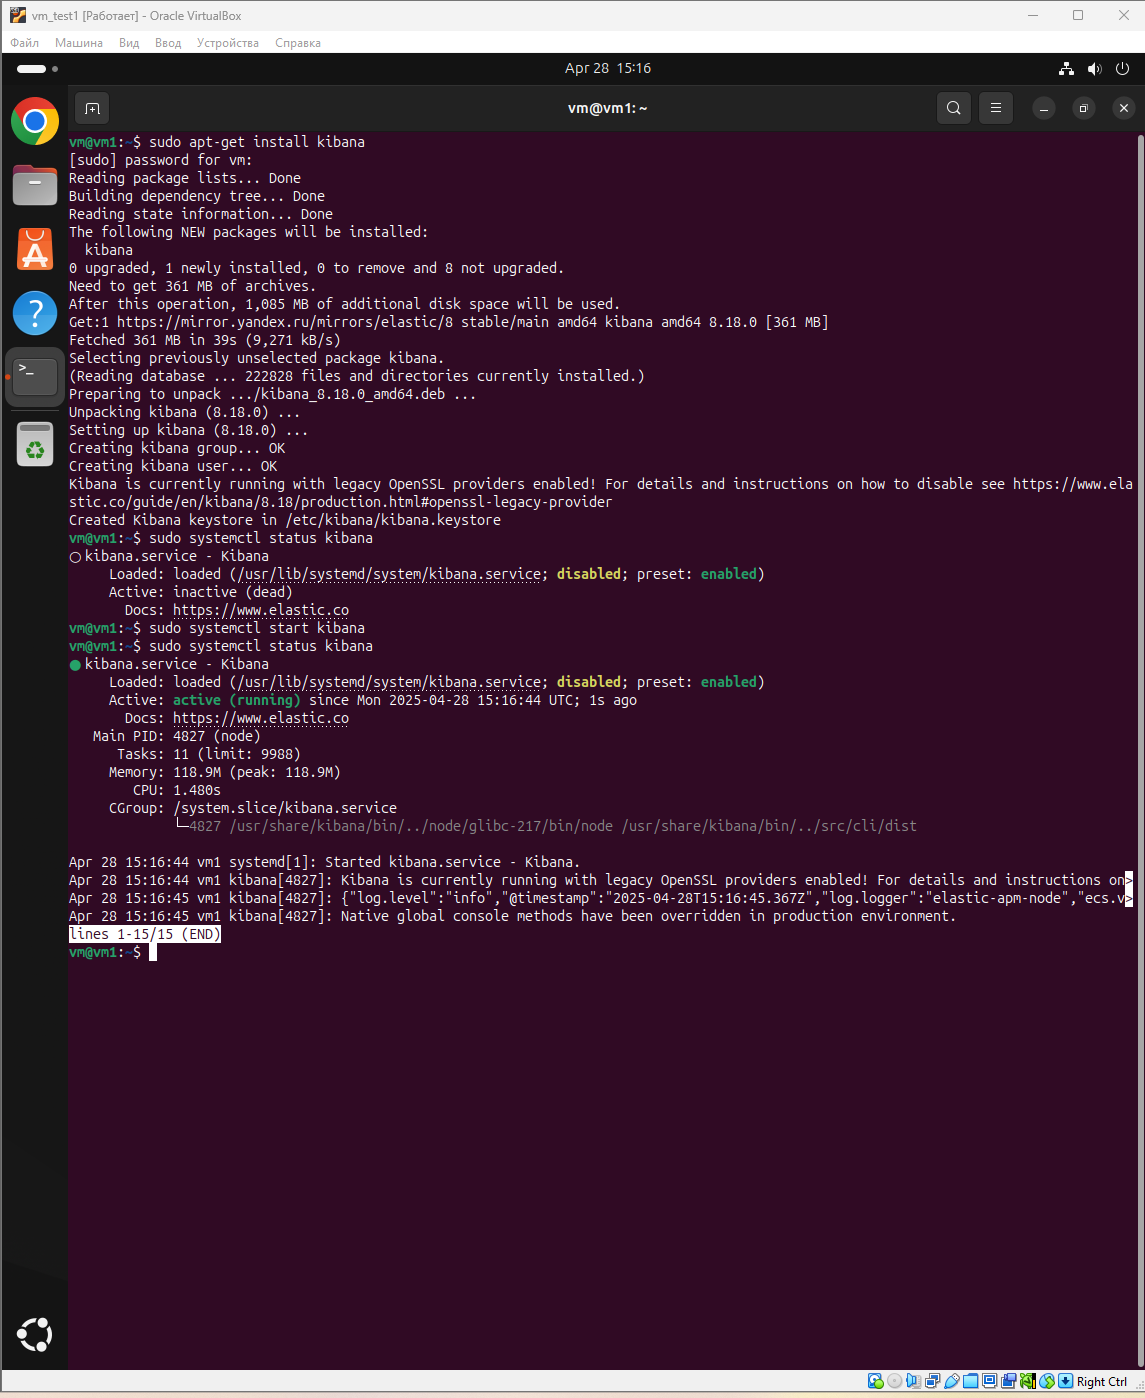 vm_test1 [Работает] - Oracle VirtualBox
Файл Машина Вид Ввод Устройства Справка
Apr 28 15:16
vm@vm1: ~
vm@vm1:~$ sudo apt-get install kibana
[sudo] password for vm:
Reading package lists... Done
Building dependency tree... Done
Reading state information... Done
The following NEW packages will be installed:
  kibana
0 upgraded, 1 newly installed, 0 to remove and 8 not upgraded.
Need to get 361 MB of archives.
After this operation, 1,085 MB of additional disk space will be used.
Get:1 https://mirror.yandex.ru/mirrors/elastic/8 stable/main amd64 kibana amd64 8.18.0 [361 MB]
Fetched 361 MB in 39s (9,271 kB/s)
Selecting previously unselected package kibana.
(Reading database ... 222828 files and directories currently installed.)
Preparing to unpack .../kibana_8.18.0_amd64.deb ...
Unpacking kibana (8.18.0) ...
Setting up kibana (8.18.0) ...
Creating kibana group... OK
Creating kibana user... OK
Kibana is currently running with legacy OpenSSL providers enabled! For details and instructions on how to disable see https://www.ela
stic.co/guide/en/kibana/8.18/production.html#openssl-legacy-provider
Created Kibana keystore in /etc/kibana/kibana.keystore
vm@vm1:~$ sudo systemctl status kibana
○ kibana.service - Kibana
     Loaded: loaded (/usr/lib/systemd/system/kibana.service; disabled; preset: enabled)
     Active: inactive (dead)
       Docs: https://www.elastic.co
vm@vm1:~$ sudo systemctl start kibana
vm@vm1:~$ sudo systemctl status kibana
● kibana.service - Kibana
     Loaded: loaded (/usr/lib/systemd/system/kibana.service; disabled; preset: enabled)
     Active: active (running) since Mon 2025-04-28 15:16:44 UTC; 1s ago
       Docs: https://www.elastic.co
   Main PID: 4827 (node)
      Tasks: 11 (limit: 9988)
     Memory: 118.9M (peak: 118.9M)
        CPU: 1.480s
     CGroup: /system.slice/kibana.service
             └─4827 /usr/share/kibana/bin/../node/glibc-217/bin/node /usr/share/kibana/bin/../src/cli/dist
Apr 28 15:16:44 vm1 systemd[1]: Started kibana.service - Kibana.
Apr 28 15:16:44 vm1 kibana[4827]: Kibana is currently running with legacy OpenSSL providers enabled! For details and instructions on>
Apr 28 15:16:45 vm1 kibana[4827]: {"log.level":"info","@timestamp":"2025-04-28T15:16:45.367Z","log.logger":"elastic-apm-node","ecs.v>
Apr 28 15:16:45 vm1 kibana[4827]: Native global console methods have been overridden in production environment.
lines 1-15/15 (END)
vm@vm1:~$
Right Ctrl